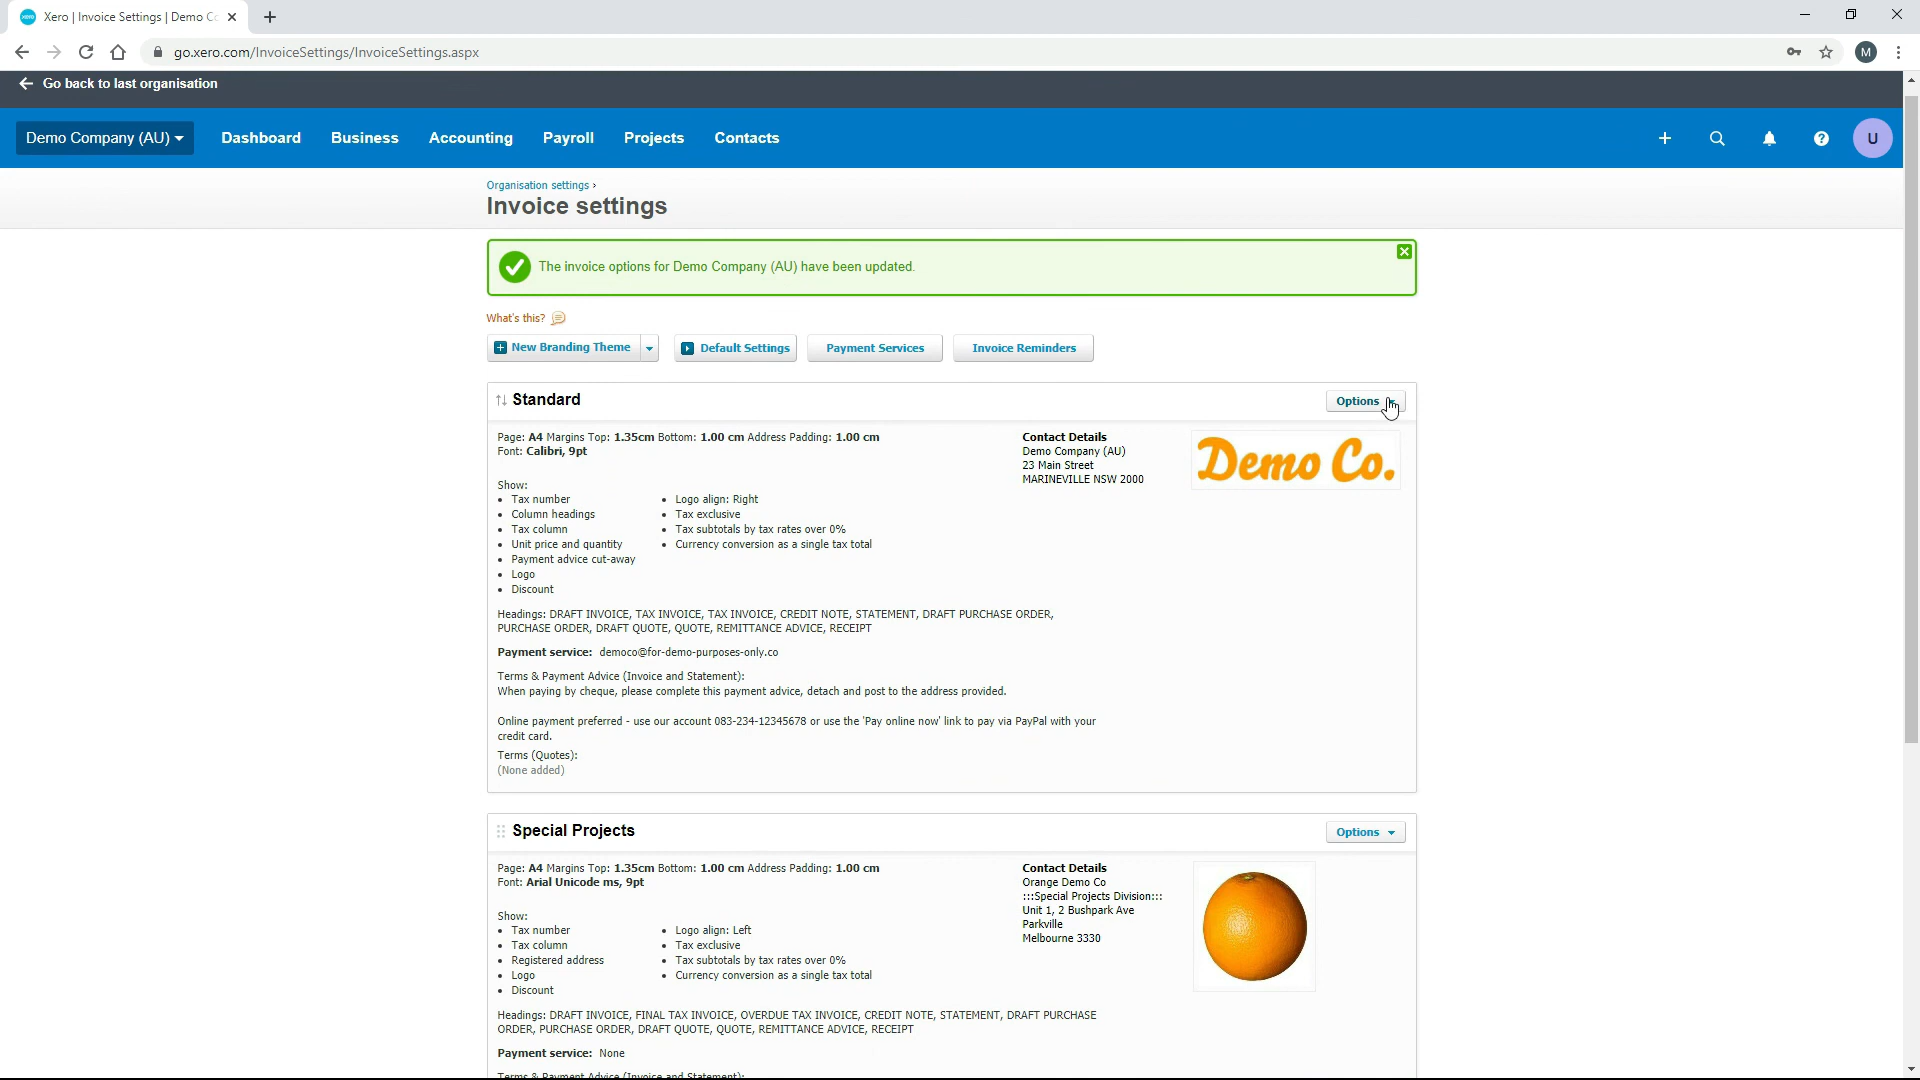 Xero | Invoice Settings | Demo C
go.xero.com/InvoiceSettings/InvoiceSettings.aspx
M
Go back to last organisation
Demo Company (AU)
Dashboard
Business
Accounting
Payroll
Projects
Contacts
U
Organisation settings ›
Invoice settings
The invoice options for Demo Company (AU) have been updated.
What's this?
New Branding Theme
Default Settings
Payment Services
Invoice Reminders
Standard
Options
Page: A4 Margins Top: 1.35cm Bottom: 1.00 cm Address Padding: 1.00 cm
Font: Calibri, 9pt
Show:
• Tax number
• Column headings
• Tax column
• Unit price and quantity
• Payment advice cut-away
• Logo
• Discount
• Logo align: Right
• Tax exclusive
• Tax subtotals by tax rates over 0%
• Currency conversion as a single tax total
Contact Details
Demo Company (AU)
23 Main Street
MARINEVILLE NSW 2000
Demo Co.
Headings: DRAFT INVOICE, TAX INVOICE, TAX INVOICE, CREDIT NOTE, STATEMENT, DRAFT PURCHASE ORDER,
PURCHASE ORDER, DRAFT QUOTE, QUOTE, REMITTANCE ADVICE, RECEIPT
Payment service: democo@for-demo-purposes-only.co
Terms & Payment Advice (Invoice and Statement):
When paying by cheque, please complete this payment advice, detach and post to the address provided.
Online payment preferred - use our account 083-234-12345678 or use the 'Pay online now' link to pay via PayPal with your
credit card.
Terms (Quotes):
(None added)
Special Projects
Options
Page: A4 Margins Top: 1.35cm Bottom: 1.00 cm Address Padding: 1.00 cm
Font: Arial Unicode ms, 9pt
Show:
• Tax number
• Tax column
• Registered address
• Logo
• Discount
• Logo align: Left
• Tax exclusive
• Tax subtotals by tax rates over 0%
• Currency conversion as a single tax total
Contact Details
Orange Demo Co
:::Special Projects Division:::
Unit 1, 2 Bushpark Ave
Parkville
Melbourne 3330
Headings: DRAFT INVOICE, FINAL TAX INVOICE, OVERDUE TAX INVOICE, CREDIT NOTE, STATEMENT, DRAFT PURCHASE
ORDER, PURCHASE ORDER, DRAFT QUOTE, QUOTE, REMITTANCE ADVICE, RECEIPT
Payment service: None
Terms & Payment Advice (Invoice and Statement):